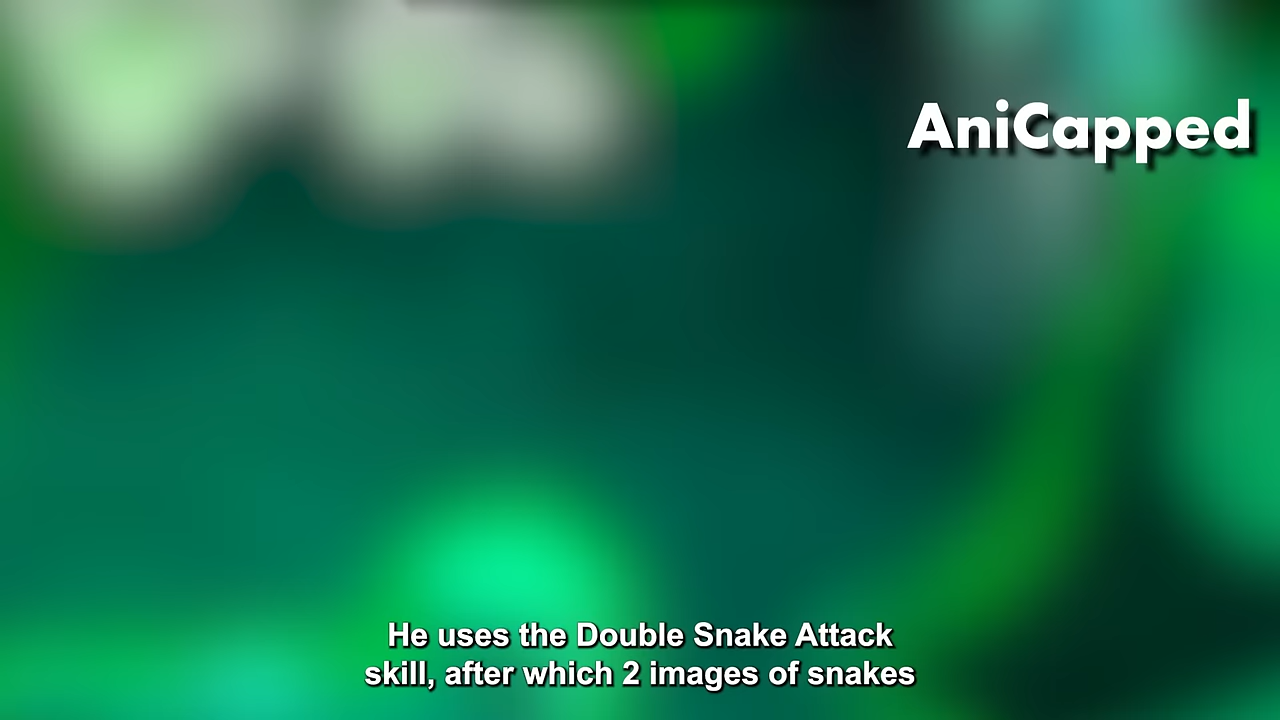 AniCapped
He uses the Double Snake Attack
skill, after which 2 images of snakes